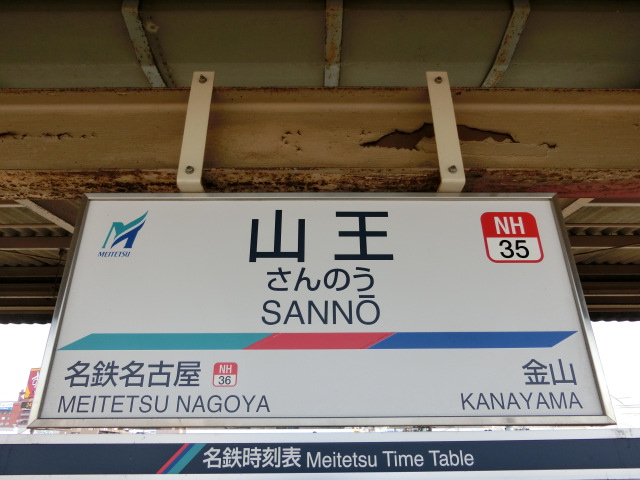 MEITETSU
山王
さんのう
SANNŌ
NH
35
名鉄名古屋
NH
36
MEITETSU NAGOYA
金山
KANAYAMA
名鉄時刻表 Meitetsu Time Table